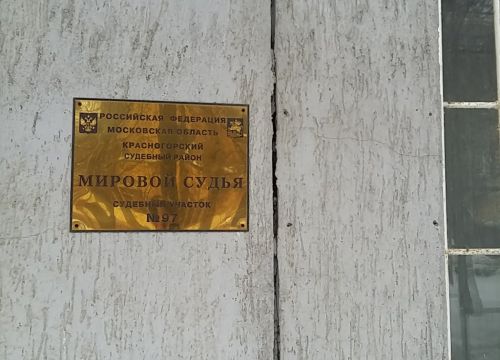 РОССИЙСКАЯ ФЕДЕРАЦИЯ
МОСКОВСКАЯ ОБЛАСТЬ
КРАСНОГОРСКИЙ
СУДЕБНЫЙ РАЙОН
МИРОВОЙ СУДЬЯ
СУДЕБНЫЙ УЧАСТОК
№97